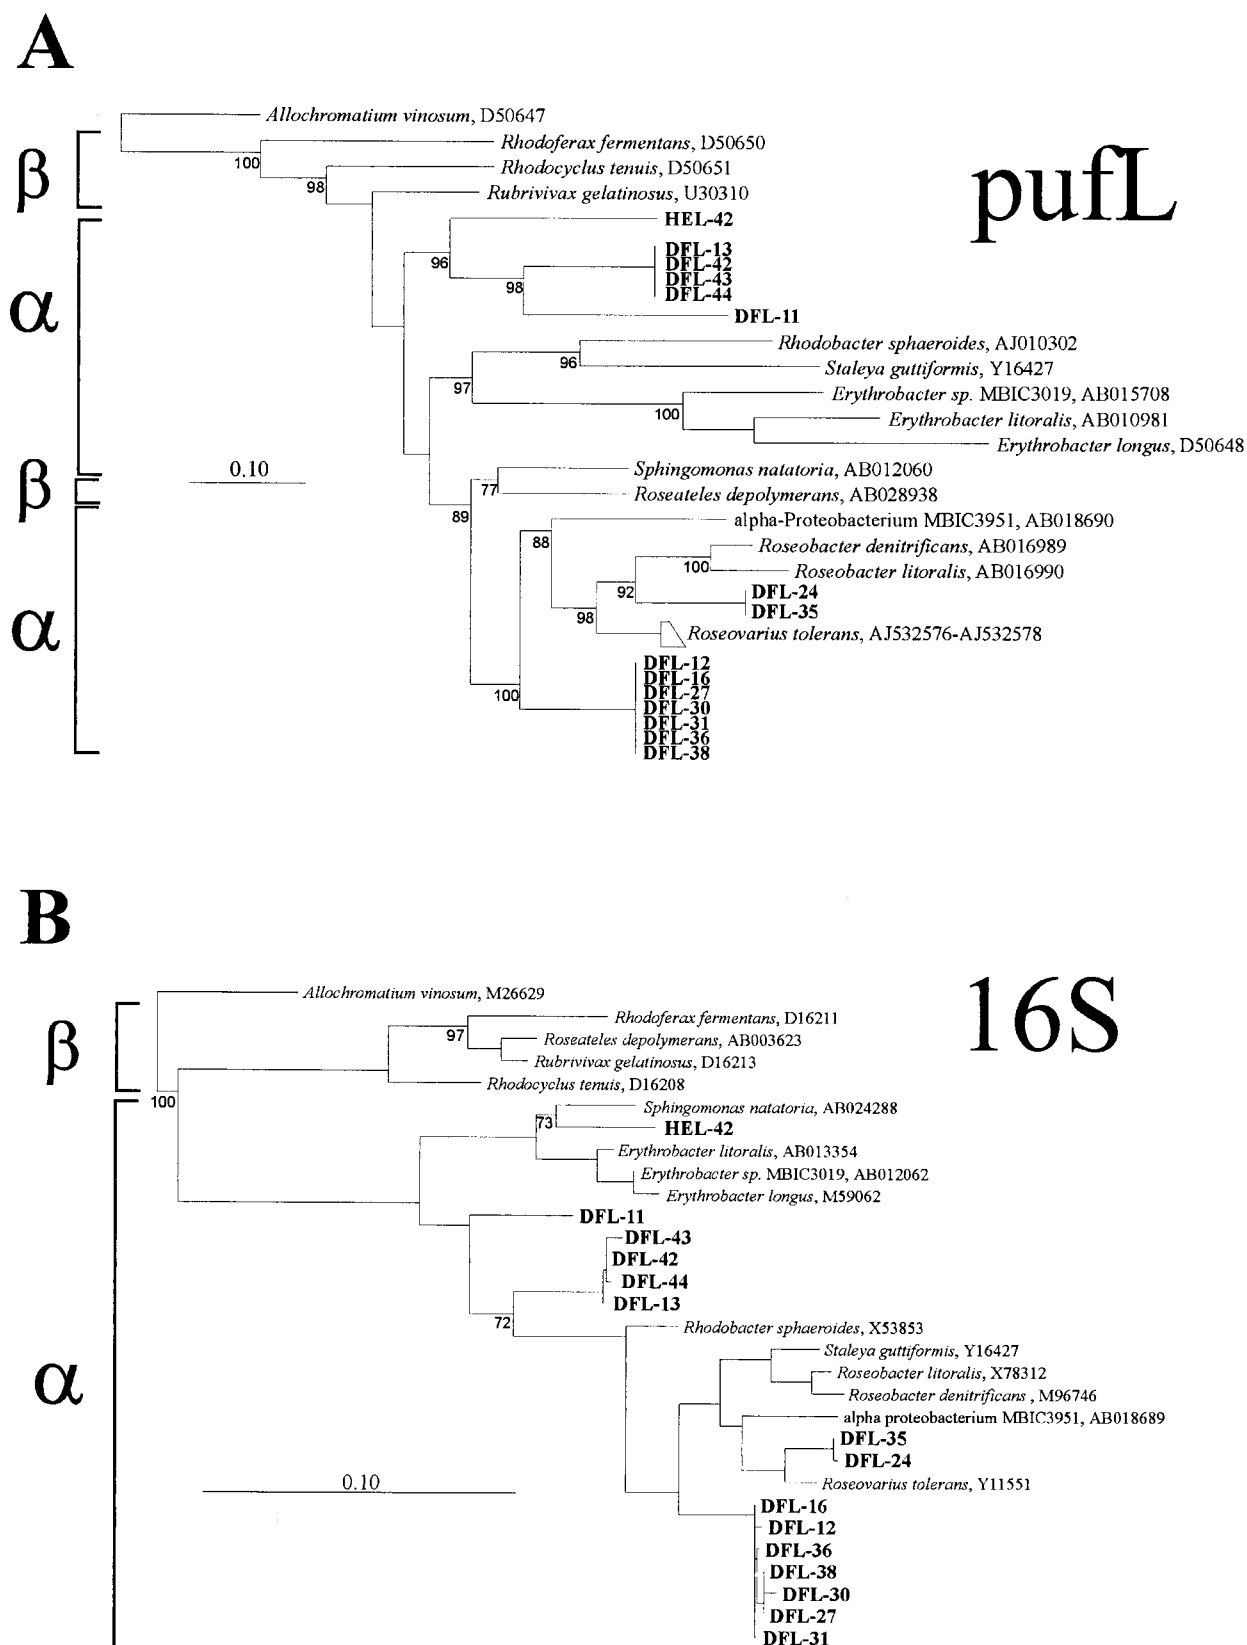 A
pufL
Allochromatium vinosum, D50647
β
Rhodoferax fermentans, D50650
100
Rhodocyclus tenuis, D50651
98
Rubrivivax gelatinosus, U30310
α
HEL-42
96
DFL-13
DFL-42
DFL-43
DFL-44
98
DFL-11
Rhodobacter sphaeroides, AJ010302
96
Staleya guttiformis, Y16427
97
Erythrobacter sp. MBIC3019, AB015708
100
Erythrobacter litoralis, AB010981
Erythrobacter longus, D50648
β
0.10
Sphingomonas natatoria, AB012060
77
Roseateles depolymerans, AB028938
89
α
alpha-Proteobacterium MBIC3951, AB018690
88
Roseobacter denitrificans, AB016989
100
Roseobacter litoralis, AB016990
92
DFL-24
DFL-35
98
Roseovarius tolerans, AJ532576-AJ532578
DFL-12
DFL-16
DFL-27
100
DFL-30
DFL-31
DFL-36
DFL-38
B
16S
Allochromatium vinosum, M26629
β
Rhodoferax fermentans, D16211
97
Roseateles depolymerans, AB003623
Rubrivivax gelatinosus, D16213
Rhodocyclus tenuis, D16208
100
Sphingomonas natatoria, AB024288
73
HEL-42
Erythrobacter litoralis, AB013354
Erythrobacter sp. MBIC3019, AB012062
Erythrobacter longus, M59062
α
DFL-11
DFL-43
DFL-42
DFL-44
DFL-13
72
Rhodobacter sphaeroides, X53853
Staleya guttiformis, Y16427
Roseobacter litoralis, X78312
Roseobacter denitrificans , M96746
alpha proteobacterium MBIC3951, AB018689
DFL-35
DFL-24
0.10
Roseovarius tolerans, Y11551
DFL-16
DFL-12
DFL-36
DFL-38
DFL-30
DFL-27
DFL-31